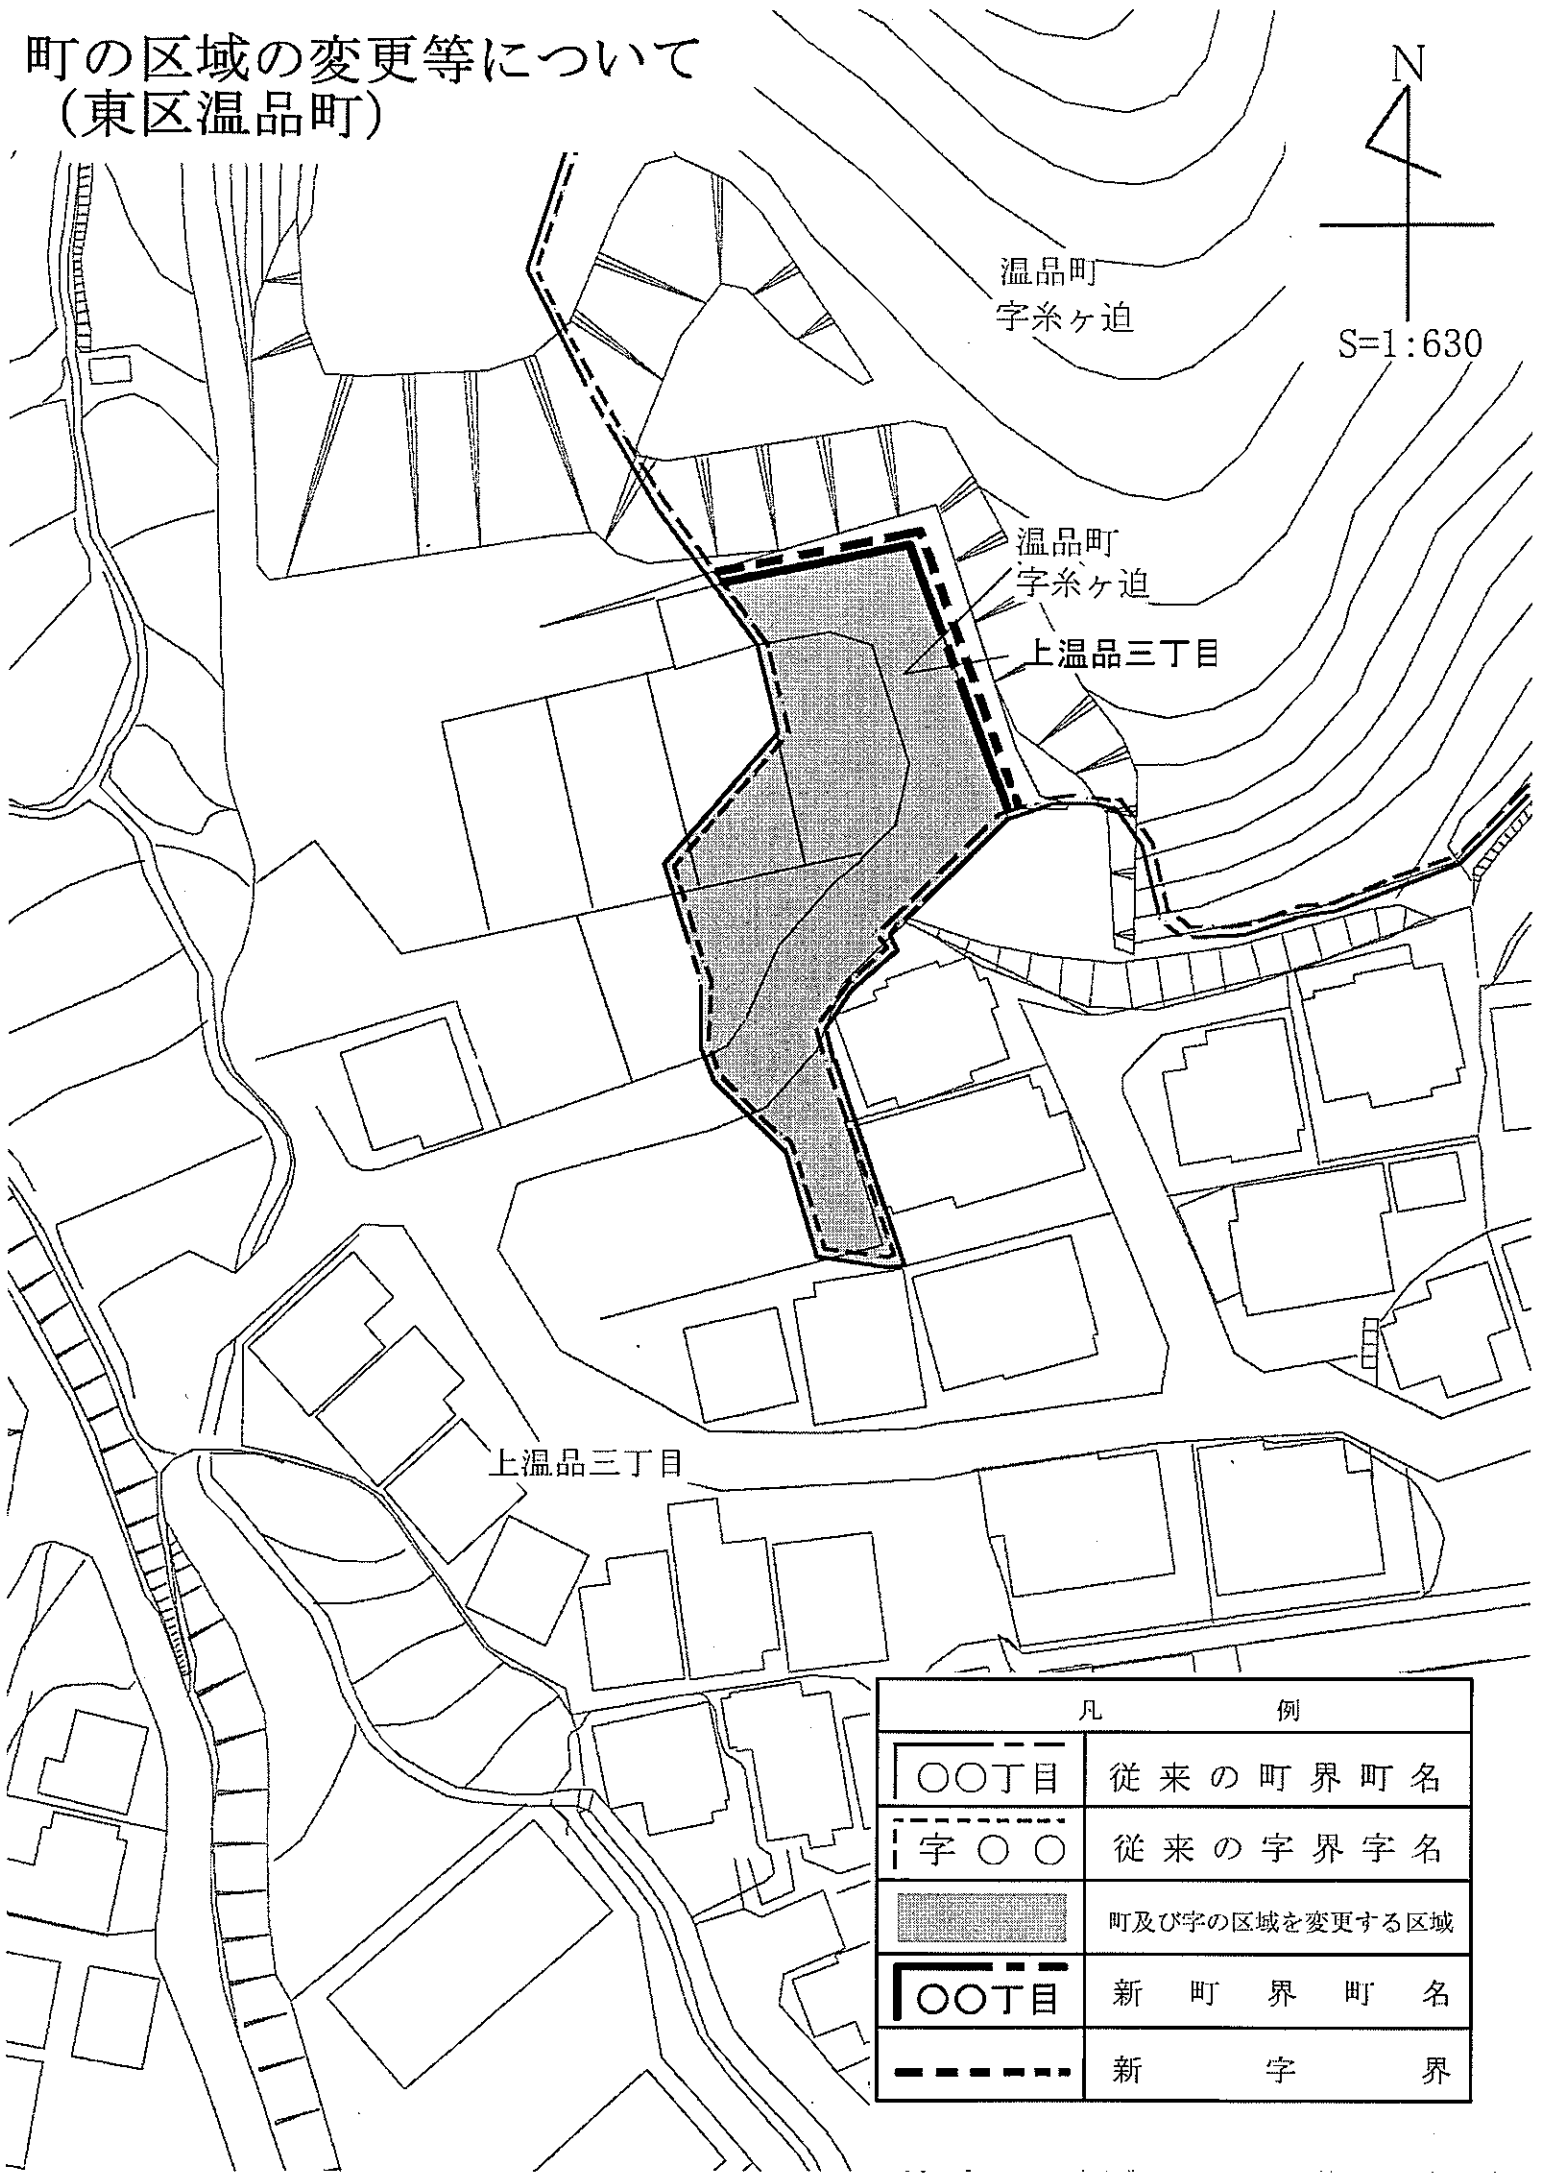 町の区域の変更等について
(東区温品町)
N
S=1:630
温品町
字糸ヶ迫
温品町
字糸ヶ迫
上温品三丁目
上温品三丁目
凡例
〇〇丁目 従来の町界町名
字〇〇 従来の字界字名
町及び字の区域を変更する区域
〇〇丁目 新町界町名
新字界